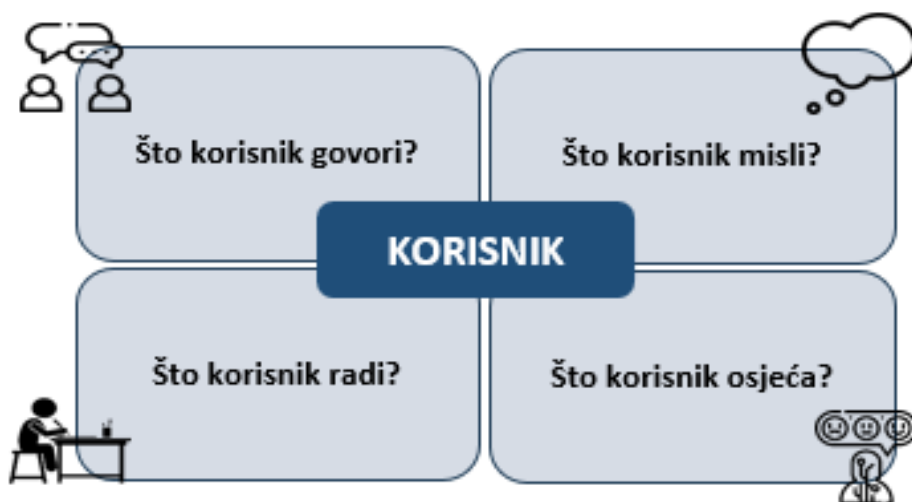 Što korisnik govori?
Što korisnik misli?
KORISNIK
Što korisnik radi?
Što korisnik osjeća?